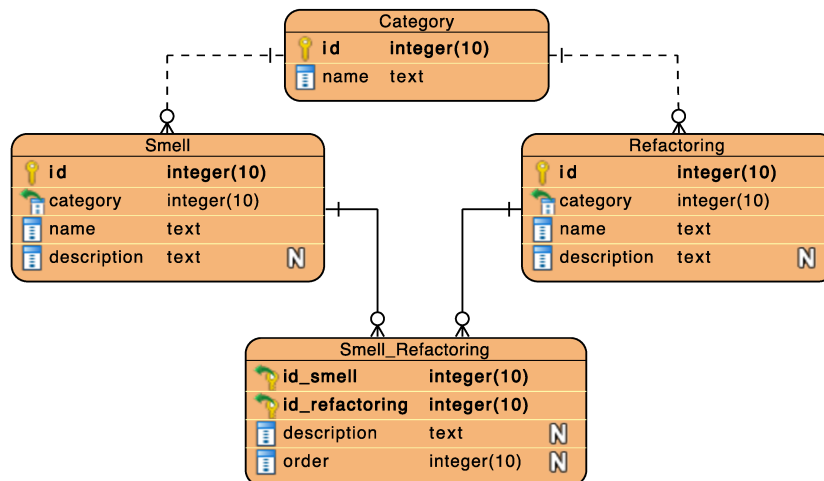 Category
id integer(10)
name text
Smell
id integer(10)
category integer(10)
name text
description text N
Refactoring
id integer(10)
category integer(10)
name text
description text N
Smell_Refactoring
id_smell integer(10)
id_refactoring integer(10)
description text N
order integer(10) N